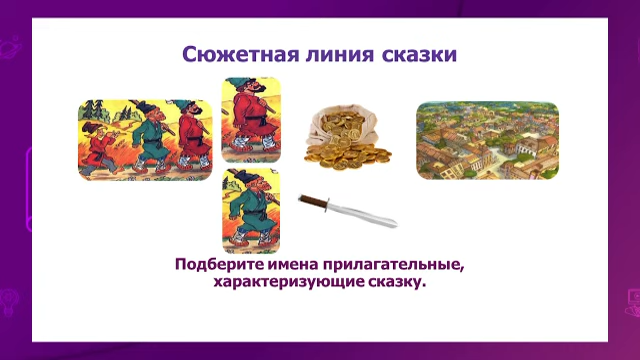 Сюжетная линия сказки
Подберите имена прилагательные,
характеризующие сказку.